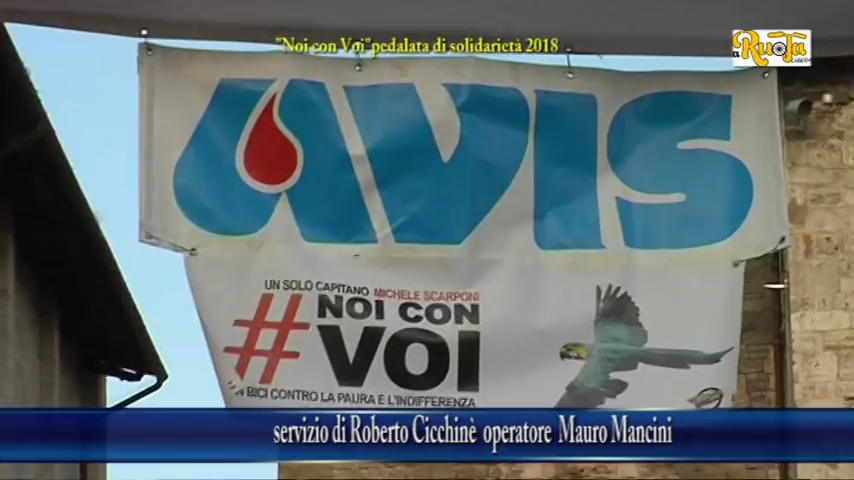 "Noi con Voi"pedalata di solidarietà 2018
la RuoTa
AVIS
UN SOLO CAPITANO MICHELE SCARPONI
#NOI CON
VOI
IN BICI CONTRO LA PAURA E L'INDIFFERENZA
servizio di Roberto Cicchinè operatore Mauro Mancini